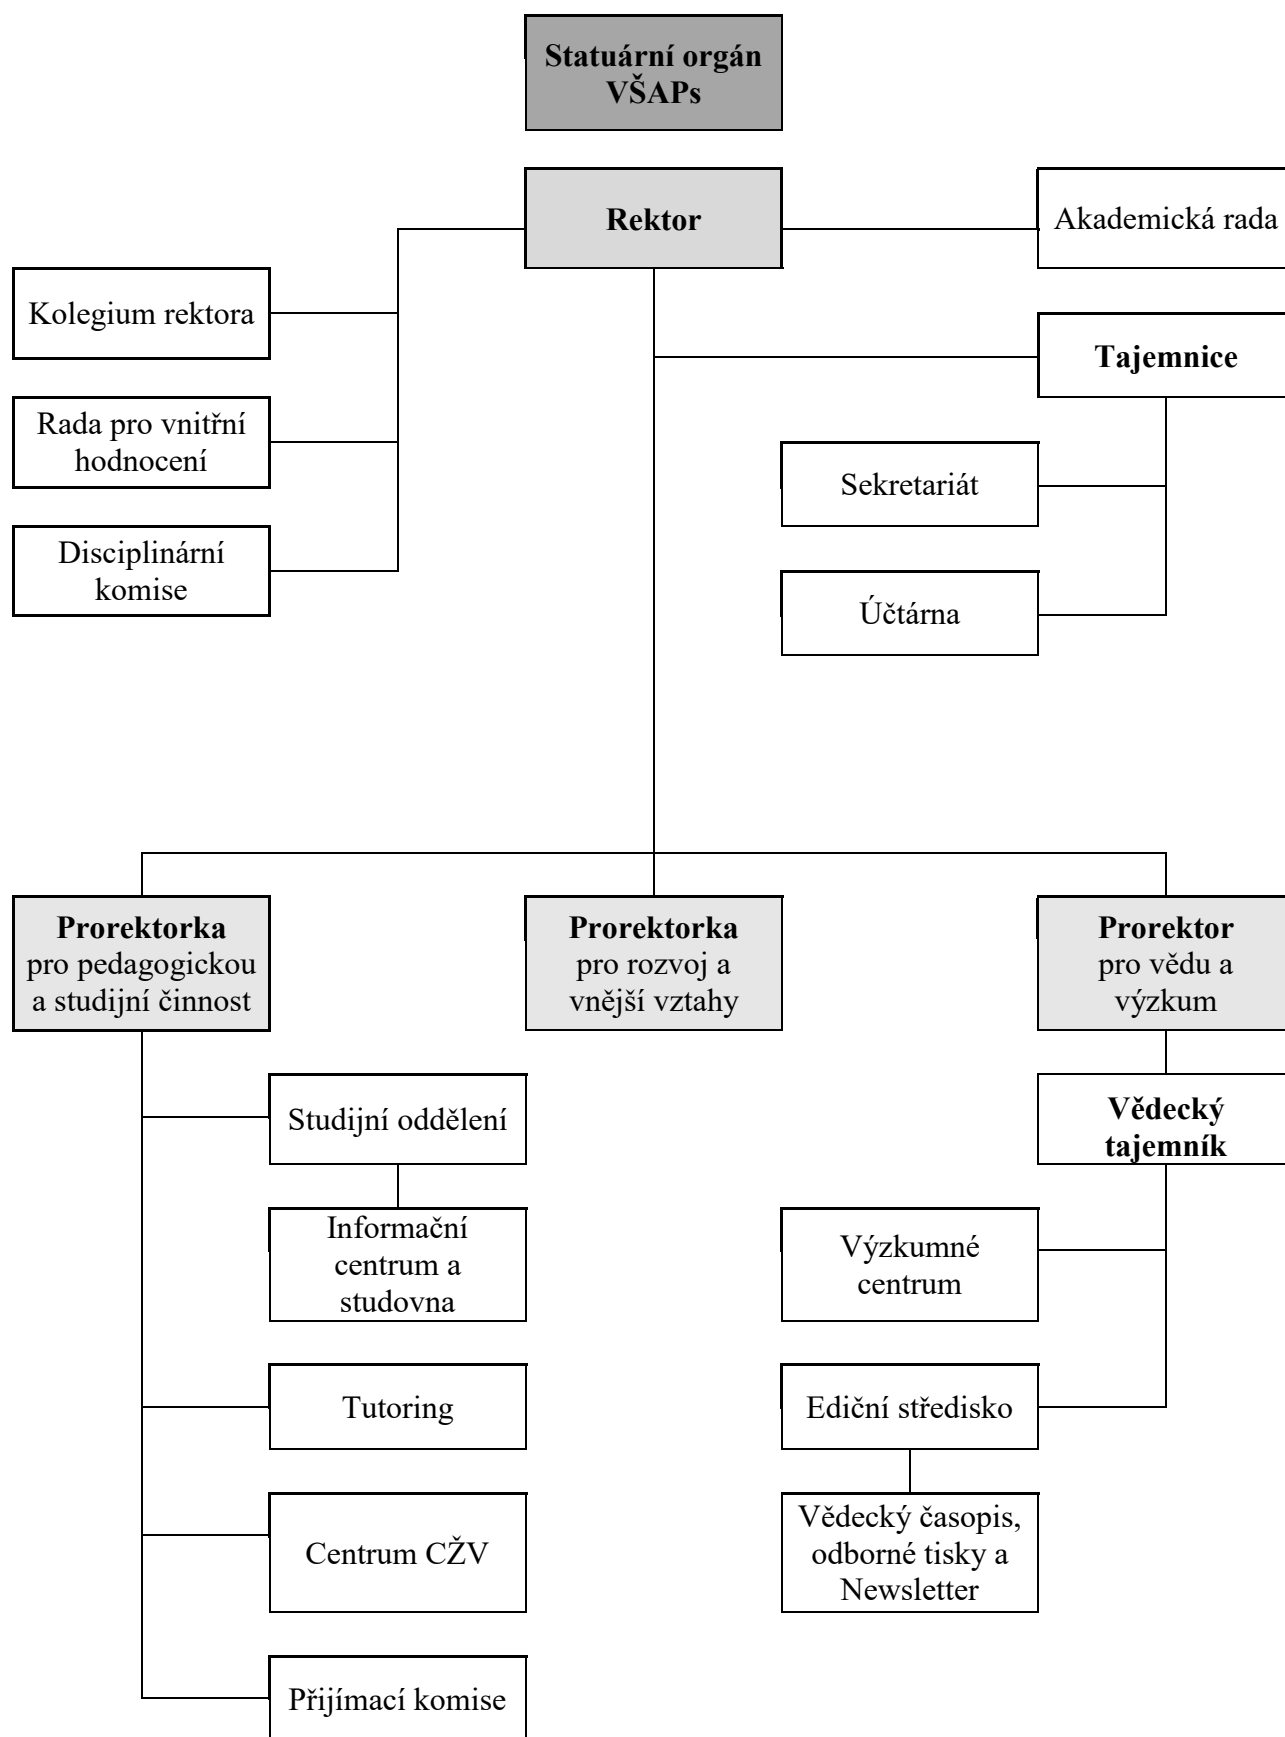 Statuární orgán
VŠAPs
Rektor
Akademická rada
Kolegium rektora
Tajemnice
Rada pro vnitřní
hodnocení
Sekretariát
Disciplinární
komise
Účtárna
Prorektorka
pro pedagogickou
a studijní činnost
Prorektorka
pro rozvoj a
vnější vztahy
Prorektor
pro vědu a
výzkum
Studijní oddělení
Vědecký
tajemník
Informační
centrum a
studovna
Výzkumné
centrum
Tutoring
Ediční středisko
Centrum CŽV
Vědecký časopis,
odborné tisky a
Newsletter
Přijímací komise